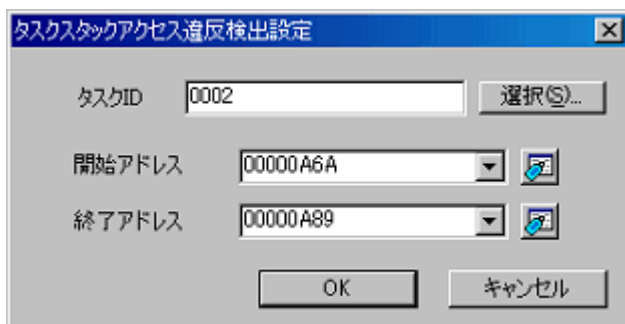 タスクスタックアクセス違反検出設定
タスクID 0002 選択(S)...
開始アドレス 00000A6A
終了アドレス 00000A89
OK キャンセル